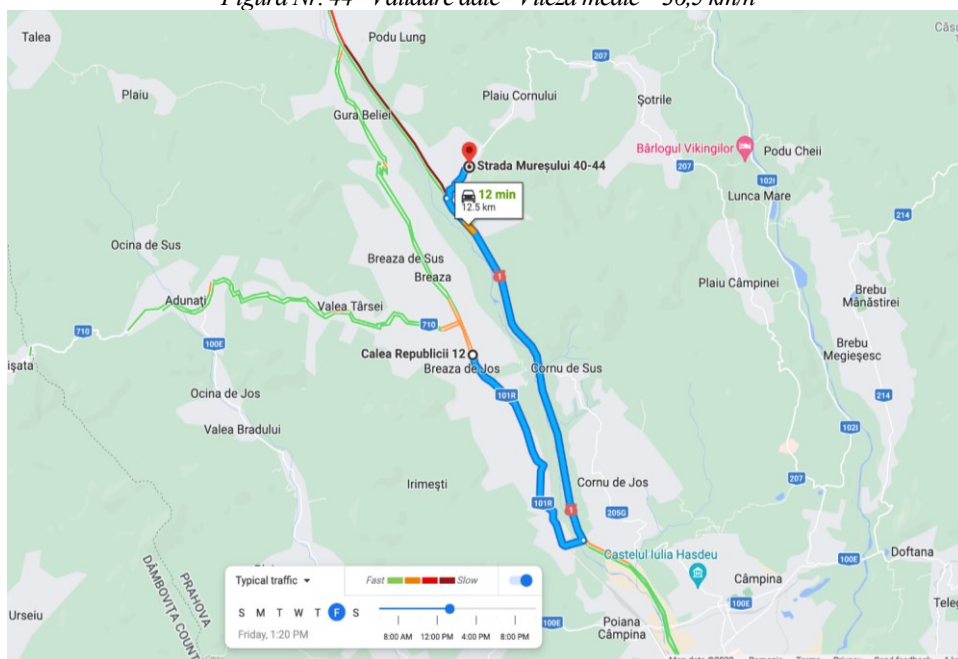 Figura Nr. 44 - Validare date - Viteza medie
Talea
Podu Lung
207
Plaiu
Plaiu Cornului
Șotrile
Gura Beliei
Bârlogul Vikingilor
Podu Cheii
207
102I
Strada Mureșului 40-44
12 min
12.5 km
Lunca Mare
214
Ocina de Sus
Breaza de Sus
1
Breaza
Plaiu Câmpinei
Brebu
Mânăstirei
Adunați
Valea Târsei
710
710
100E
Brebu
Megieșesc
Calea Republicii 12
Breaza de Jos
Cornu de Sus
ișata
101R
214
Ocina de Jos
Valea Bradului
102I
Irimești
Cornu de Jos
207
101R
1
205G
Castelul Iulia Hasdeu
100E
Doftana
Câmpina
PRAHOVA
DÂMBOVIȚA COUNT
Typical traffic
Fast
Slow
S M T W T F S
Friday, 1:20 PM
8:00 AM 12:00 PM 4:00 PM 8:00 PM
100E
Teleg
Urseiu
Poiana
Câmpina
100E